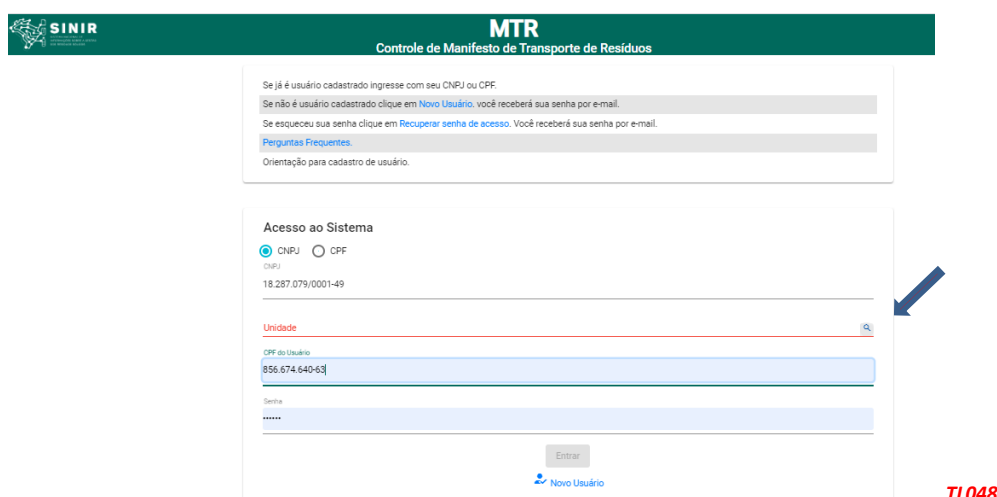 SINIR
MTR
Controle de Manifesto de Transporte de Resíduos
Se já é usuário cadastrado ingresse com seu CNPJ ou CPF.
Se não é usuário cadastrado clique em Novo Usuário. você receberá sua senha por e-mail.
Se esqueceu sua senha clique em Recuperar senha de acesso. Você receberá sua senha por e-mail.
Perguntas Frequentes.
Orientação para cadastro de usuário.
Acesso ao Sistema
CNPJ CPF
CNPJ
18.287.079/0001-49
Unidade
CPF do Usuário
856.674.640-63
Senha
••••••
Entrar
Novo Usuário
TL048